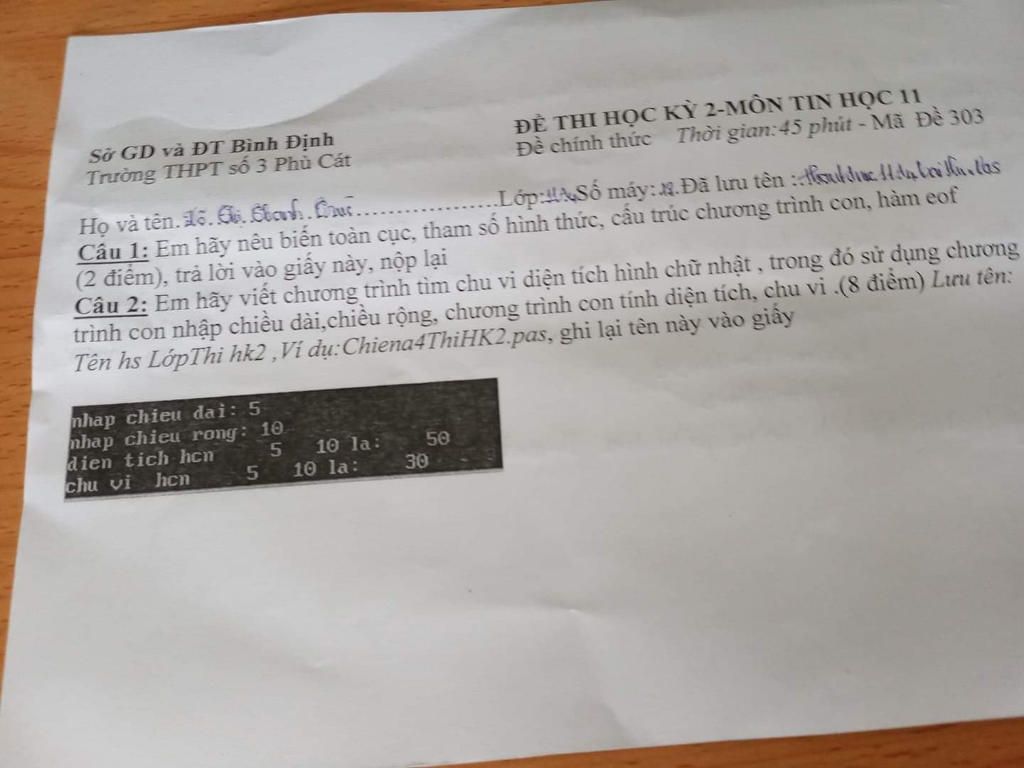 Sở GD và ĐT Bình Định
Trường THPT số 3 Phù Cát
ĐỀ THI HỌC KỲ 2-MÔN TIN HỌC 11
Đề chính thức Thời gian:45 phút - Mã Đề 303
Họ và tên. Thanh Trúc.....................Lớp:11A Số máy: .Đã lưu tên :
Câu 1: Em hãy nêu biến toàn cục, tham số hình thức, cấu trúc chương trình con, hàm eof
(2 điểm), trả lời vào giấy này, nộp lại
Câu 2: Em hãy viết chương trình tìm chu vi diện tích hình chữ nhật , trong đó sử dụng chương
trình con nhập chiều dài,chiều rộng, chương trình con tính diện tích, chu vi .(8 điểm) Lưu tên:
Tên hs LớpThi hk2 ,Ví dụ:Chiena4ThiHK2.pas, ghi lại tên này vào giấy
nhap chieu dai: 5
nhap chieu rong: 10
dien tich hcn 5 10 la: 50
chu vi hcn 5 10 la: 30